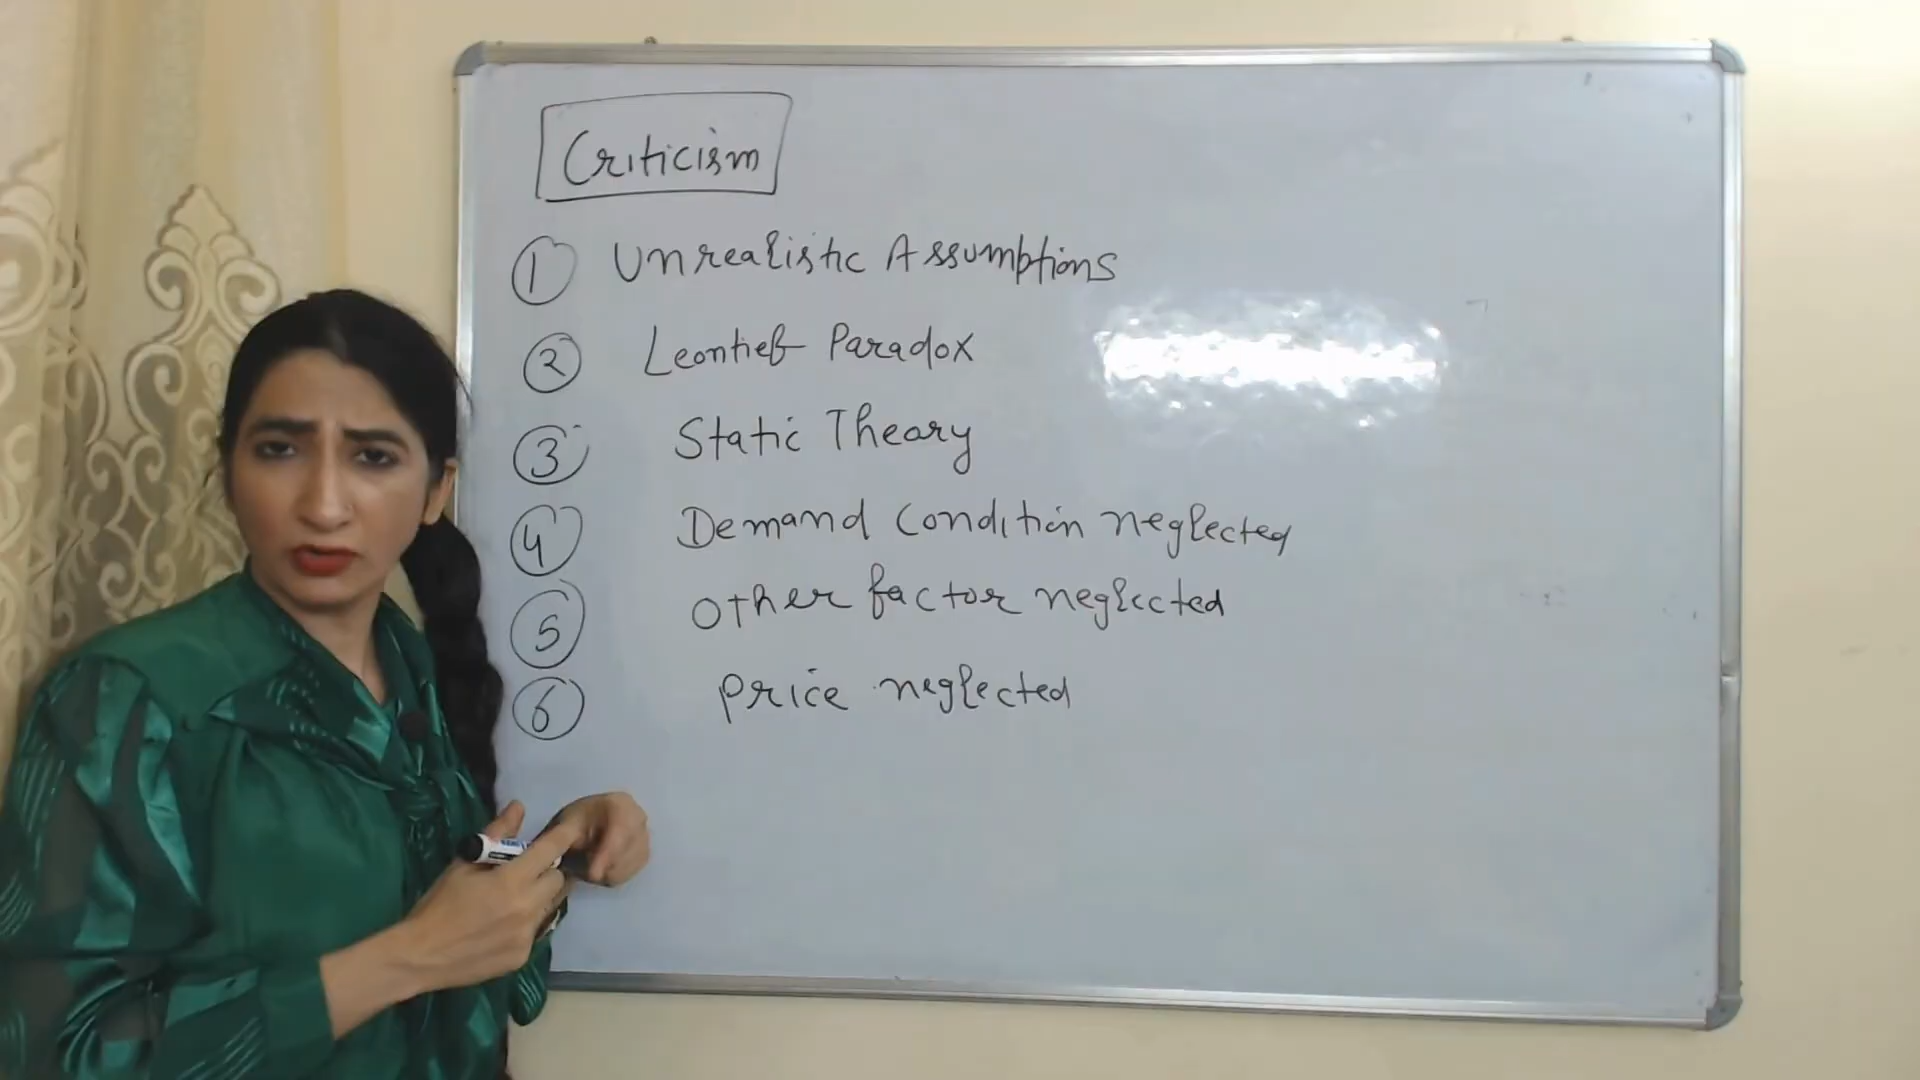 Criticism
1 Unrealistic Assumptions
2 Leontief Paradox
3 Static Theory
4 Demand condition neglected
5 Other factor neglected
6 Price neglected